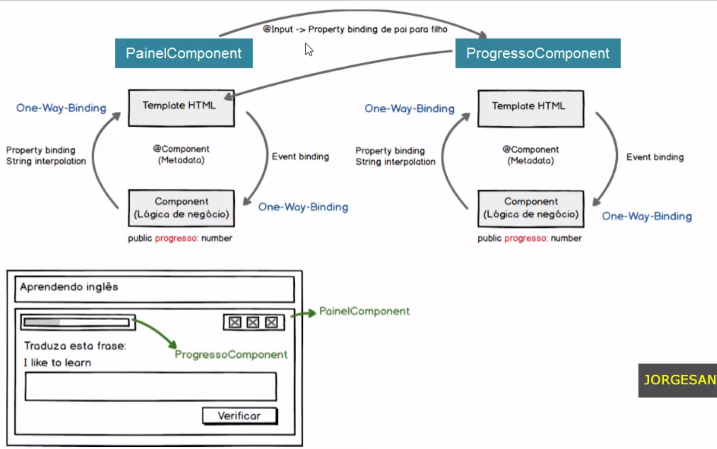 @Input -> Property binding de pai para filho
PainelComponent
ProgressoComponent
One-Way-Binding
Template HTML
Property binding
String interpolation
@Component
(Metadata)
Event binding
Component
(Lógica de negócio)
One-Way-Binding
public progresso: number
One-Way-Binding
Template HTML
Property binding
String interpolation
@Component
(Metadata)
Event binding
Component
(Lógica de negócio)
One-Way-Binding
public progresso: number
Aprendendo inglês
PainelComponent
ProgressoComponent
Traduza esta frase:
I like to learn
Verificar
JORGESAN